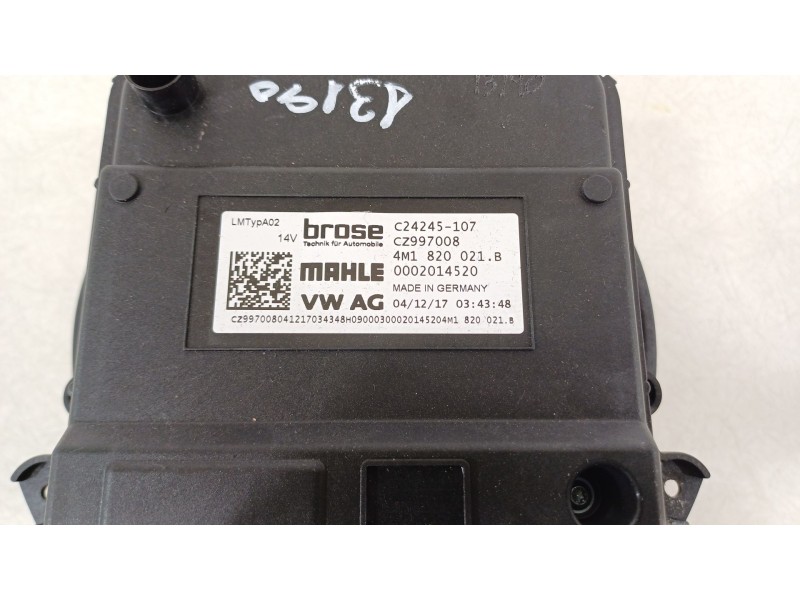 13190
LMTypA02
14V
brose
Technik für Automobile
C24245-107
CZ997008
4M1 820 021.B
MAHLE
0002014520
MADE IN GERMANY
VW AG
04/12/17 03:43:48
CZ997008041217034348H09000300020145204M1 820 021.B